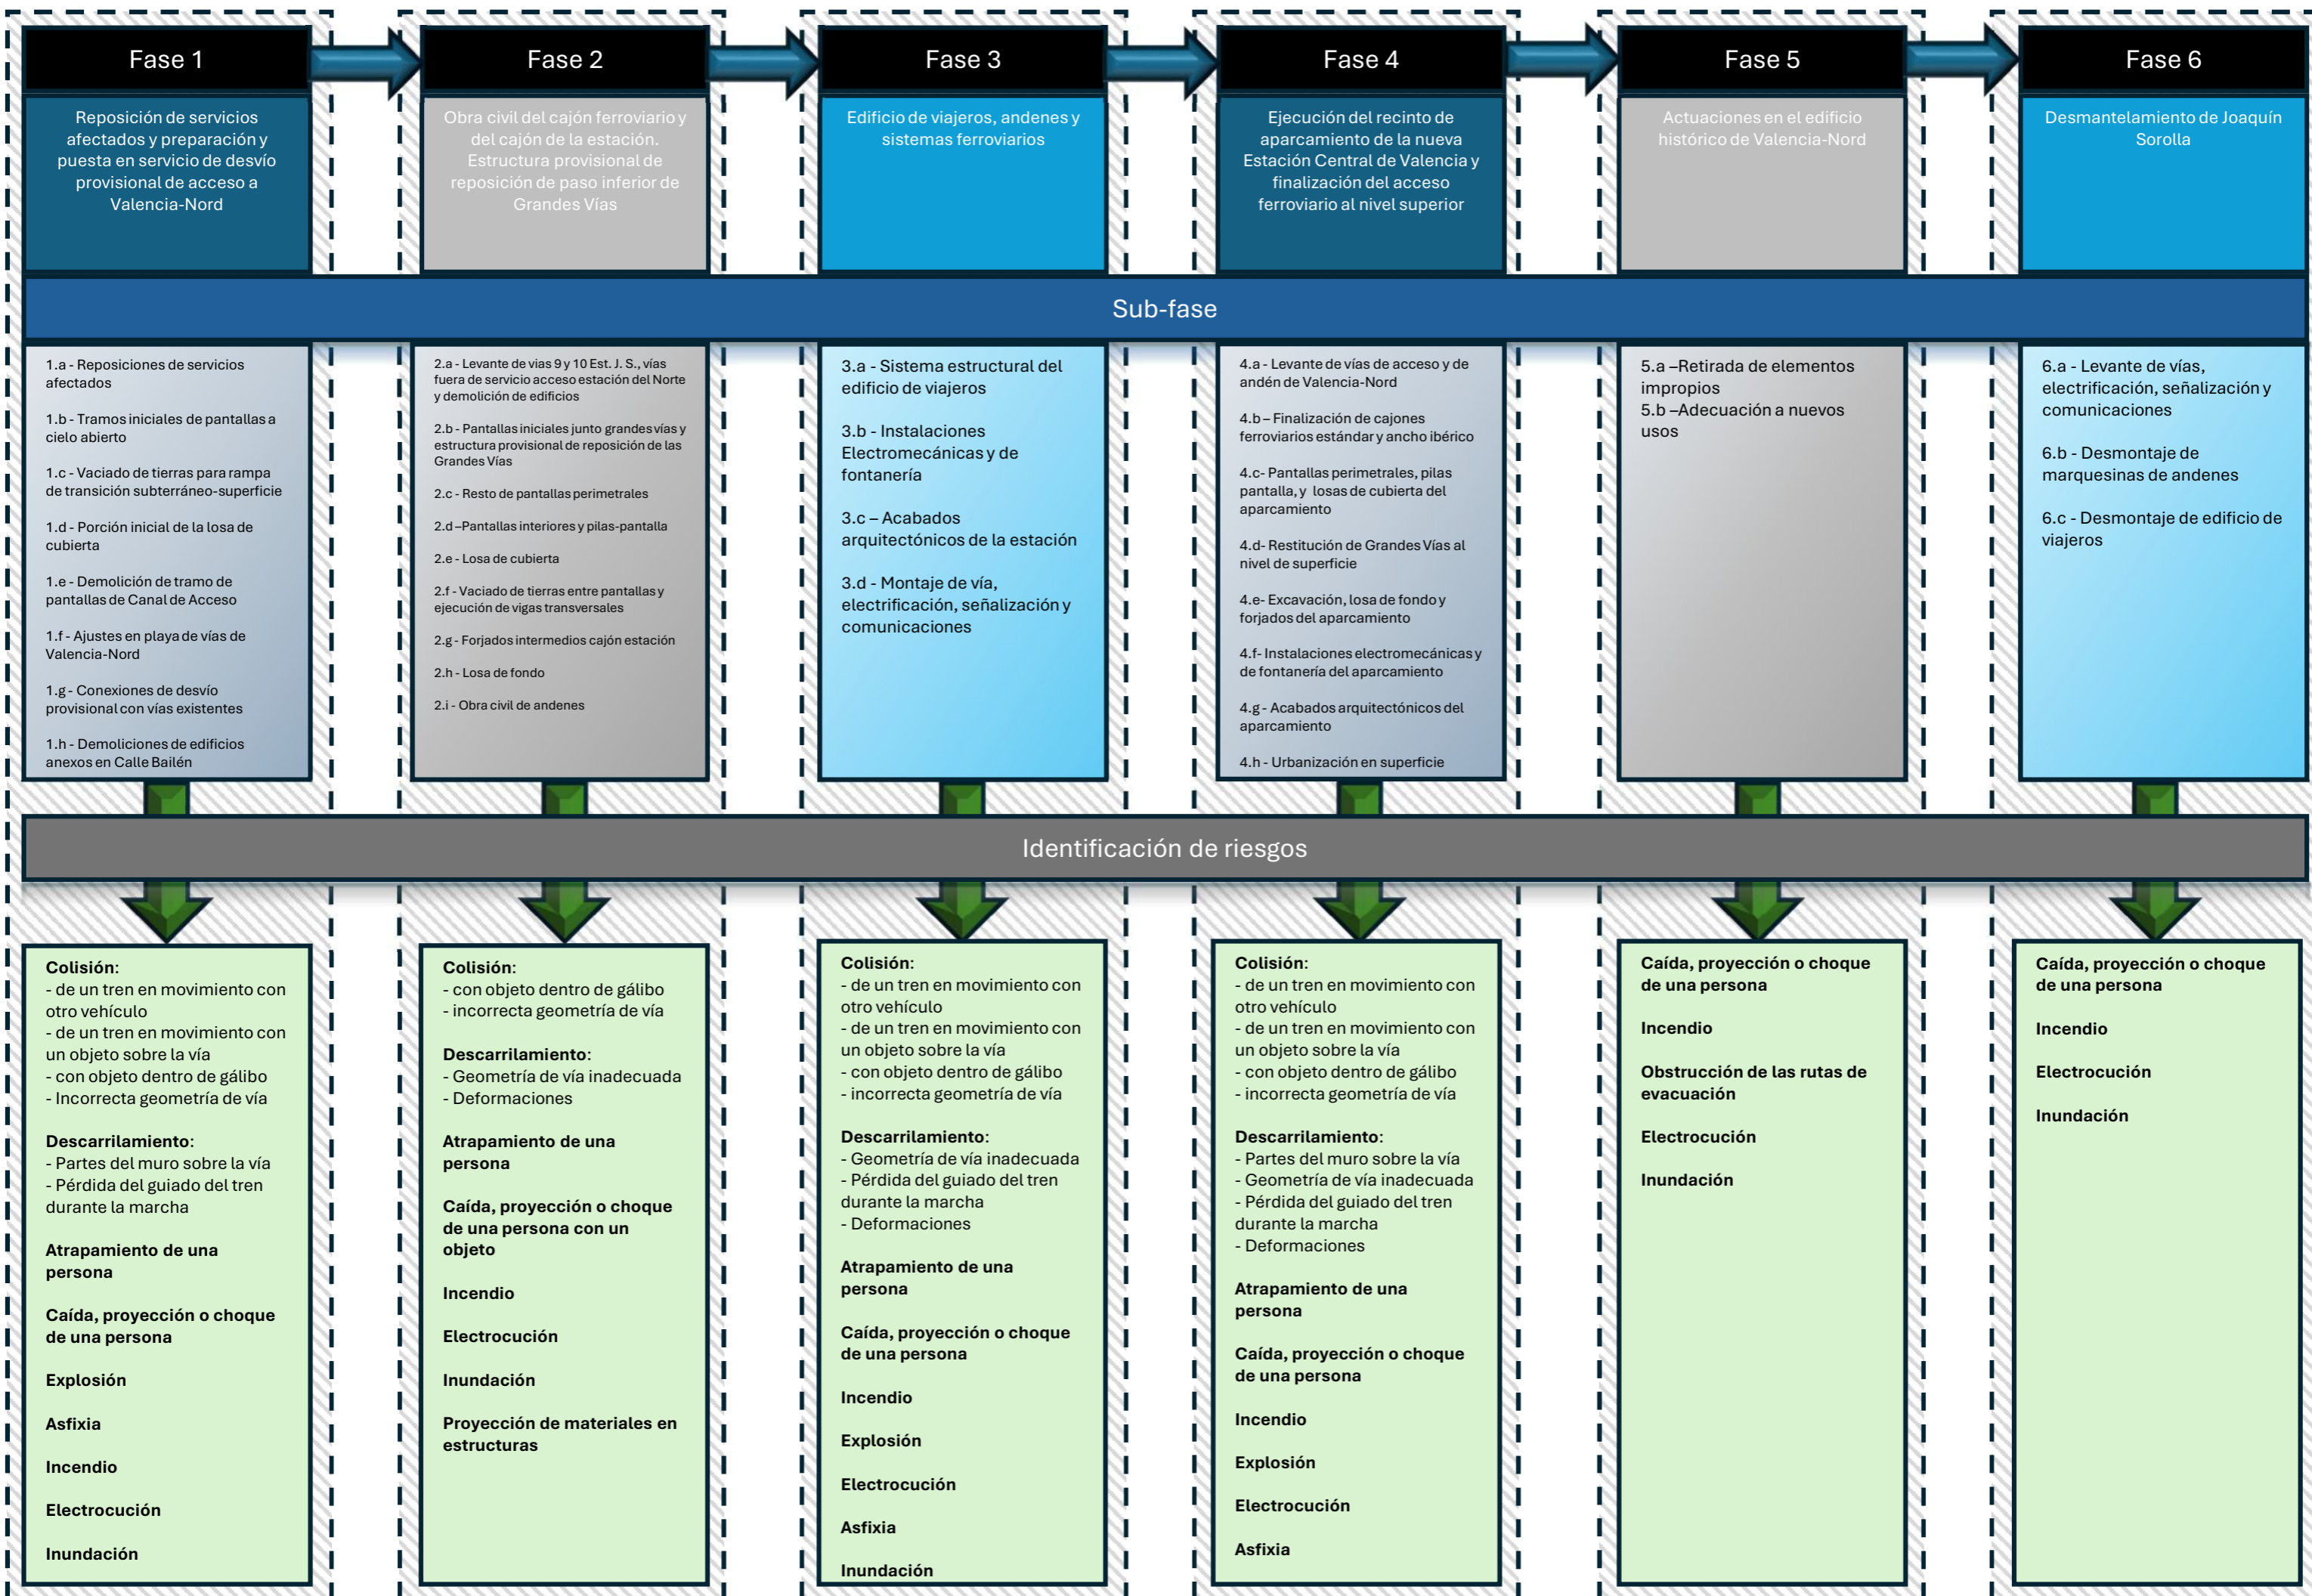 Fase 1
Fase 2
Fase 3
Fase 4
Fase 5
Fase 6
Reposición de servicios
afectados y preparación y
puesta en servicio de desvío
provisional de acceso a
Valencia-Nord
Obra civil del cajón ferroviario y
del cajón de la estación.
Estructura provisional de
reposición de paso inferior de
Grandes Vías
Edificio de viajeros, andenes y
sistemas ferroviarios
Ejecución del recinto de
aparcamiento de la nueva
Estación Central de Valencia y
finalización del acceso
ferroviario al nivel superior
Actuaciones en el edificio
histórico de Valencia-Nord
Desmantelamiento de Joaquín
Sorolla
Sub-fase
1.a - Reposiciones de servicios
afectados
1.b - Tramos iniciales de pantallas a
cielo abierto
1.c - Vaciado de tierras para rampa
de transición subterráneo-superficie
1.d - Porción inicial de la losa de
cubierta
1.e - Demolición de tramo de
pantallas de Canal de Acceso
1.f - Ajustes en playa de vías de
Valencia-Nord
1.g - Conexiones de desvío
provisional con vías existentes
1.h - Demoliciones de edificios
anexos en Calle Bailén
2.a - Levante de vias 9 y 10 Est. J. S., vías
fuera de servicio acceso estación del Norte
y demolición de edificios
2.b - Pantallas iniciales junto grandes vías y
estructura provisional de reposición de las
Grandes Vías
2.c - Resto de pantallas perimetrales
2.d –Pantallas interiores y pilas-pantalla
2.e - Losa de cubierta
2.f - Vaciado de tierras entre pantallas y
ejecución de vigas transversales
2.g - Forjados intermedios cajón estación
2.h - Losa de fondo
2.i - Obra civil de andenes
3.a - Sistema estructural del
edificio de viajeros
3.b - Instalaciones
Electromecánicas y de
fontanería
3.c – Acabados
arquitectónicos de la estación
3.d - Montaje de vía,
electrificación, señalización y
comunicaciones
4.a - Levante de vías de acceso y de
andén de Valencia-Nord
4.b – Finalización de cajones
ferroviarios estándar y ancho ibérico
4.c- Pantallas perimetrales, pilas
pantalla, y losas de cubierta del
aparcamiento
4.d- Restitución de Grandes Vías al
nivel de superficie
4.e- Excavación, losa de fondo y
forjados del aparcamiento
4.f- Instalaciones electromecánicas y
de fontanería del aparcamiento
4.g- Acabados arquitectónicos del
aparcamiento
4.h - Urbanización en superficie
5.a –Retirada de elementos
impropios
5.b –Adecuación a nuevos
usos
6.a - Levante de vías,
electrificación, señalización y
comunicaciones
6.b - Desmontaje de
marquesinas de andenes
6.c - Desmontaje de edificio de
viajeros
Identificación de riesgos
Colisión:
- de un tren en movimiento con
otro vehículo
- de un tren en movimiento con
un objeto sobre la vía
- con objeto dentro de gálibo
- Incorrecta geometría de vía
Descarrilamiento:
- Partes del muro sobre la vía
- Pérdida del guiado del tren
durante la marcha
Atrapamiento de una
persona
Caída, proyección o choque
de una persona
Explosión
Asfixia
Incendio
Electrocución
Inundación
Colisión:
- con objeto dentro de gálibo
- incorrecta geometría de vía
Descarrilamiento:
- Geometría de vía inadecuada
- Deformaciones
Atrapamiento de una
persona
Caída, proyección o choque
de una persona con un
objeto
Incendio
Electrocución
Inundación
Proyección de materiales en
estructuras
Colisión:
- de un tren en movimiento con
otro vehículo
- de un tren en movimiento con
un objeto sobre la vía
- con objeto dentro de gálibo
- incorrecta geometría de vía
Descarrilamiento:
- Geometría de vía inadecuada
- Pérdida del guiado del tren
durante la marcha
- Deformaciones
Atrapamiento de una
persona
Caída, proyección o choque
de una persona
Incendio
Explosión
Electrocución
Asfixia
Inundación
Colisión:
- de un tren en movimiento con
otro vehículo
- de un tren en movimiento con
un objeto sobre la vía
- con objeto dentro de gálibo
- incorrecta geometría de vía
Descarrilamiento:
- Partes del muro sobre la vía
- Geometría de vía inadecuada
- Pérdida del guiado del tren
durante la marcha
- Deformaciones
Atrapamiento de una
persona
Caída, proyección o choque
de una persona
Incendio
Explosión
Electrocución
Asfixia
Caída, proyección o choque
de una persona
Incendio
Obstrucción de las rutas de
evacuación
Electrocución
Inundación
Caída, proyección o choque
de una persona
Incendio
Electrocución
Inundación